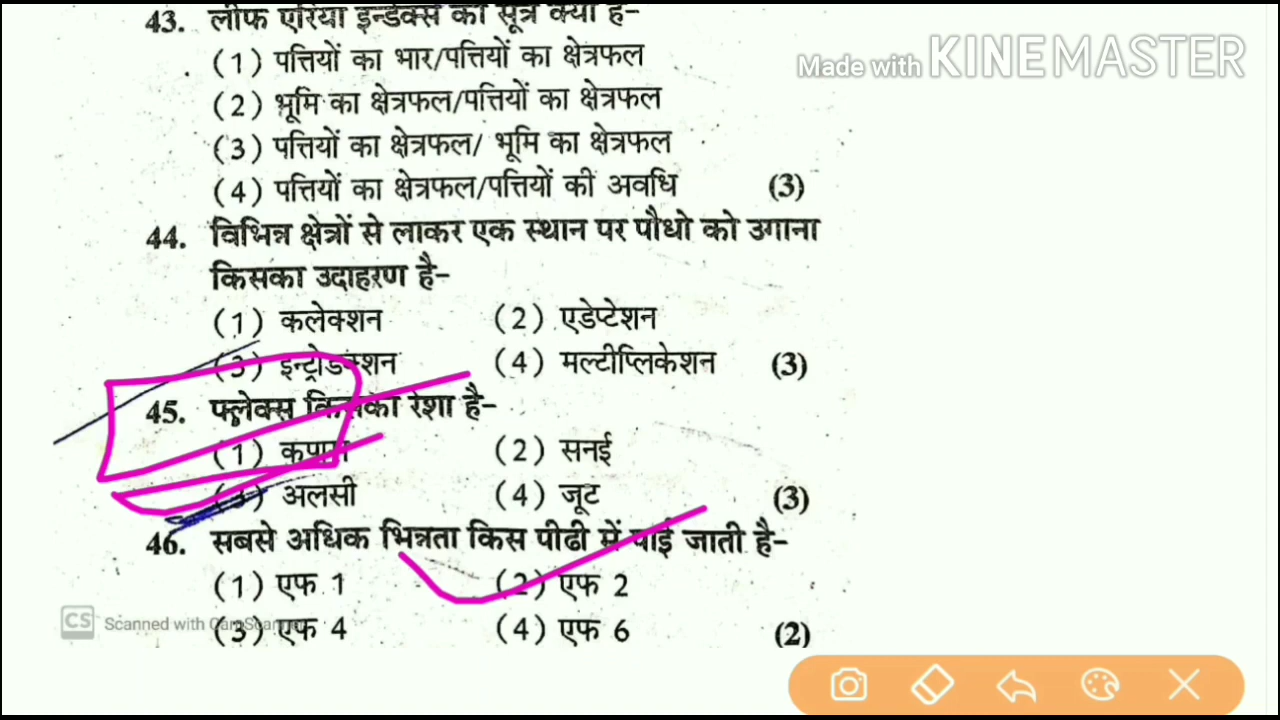 43. लीफ एरिया इन्डेक्स का सूत्र क्या है-
Made with KINEMASTER
(1) पत्तियों का भार/पत्तियों का क्षेत्रफल
(2) भूमि का क्षेत्रफल/पत्तियों का क्षेत्रफल
(3) पत्तियों का क्षेत्रफल/ भूमि का क्षेत्रफल
(4) पत्तियों का क्षेत्रफल/पत्तियों की अवधि (3)
44. विभिन्न क्षेत्रों से लाकर एक स्थान पर पौधो को उगाना
किसका उदाहरण है-
(1) कलेक्शन (2) एडेप्टेशन
(3) इन्ट्रोडक्शन (4) मल्टीप्लिकेशन (3)
45. फ्लेक्स किसका रेशा है-
(1) कपास (2) सनई
(3) अलसी (4) जूट (3)
46. सबसे अधिक भिन्नता किस पीढी में पाई जाती है-
(1) एफ 1 (2) एफ 2
CS Scanned with CamScanner
(3) एफ 4 (4) एफ 6 (2)